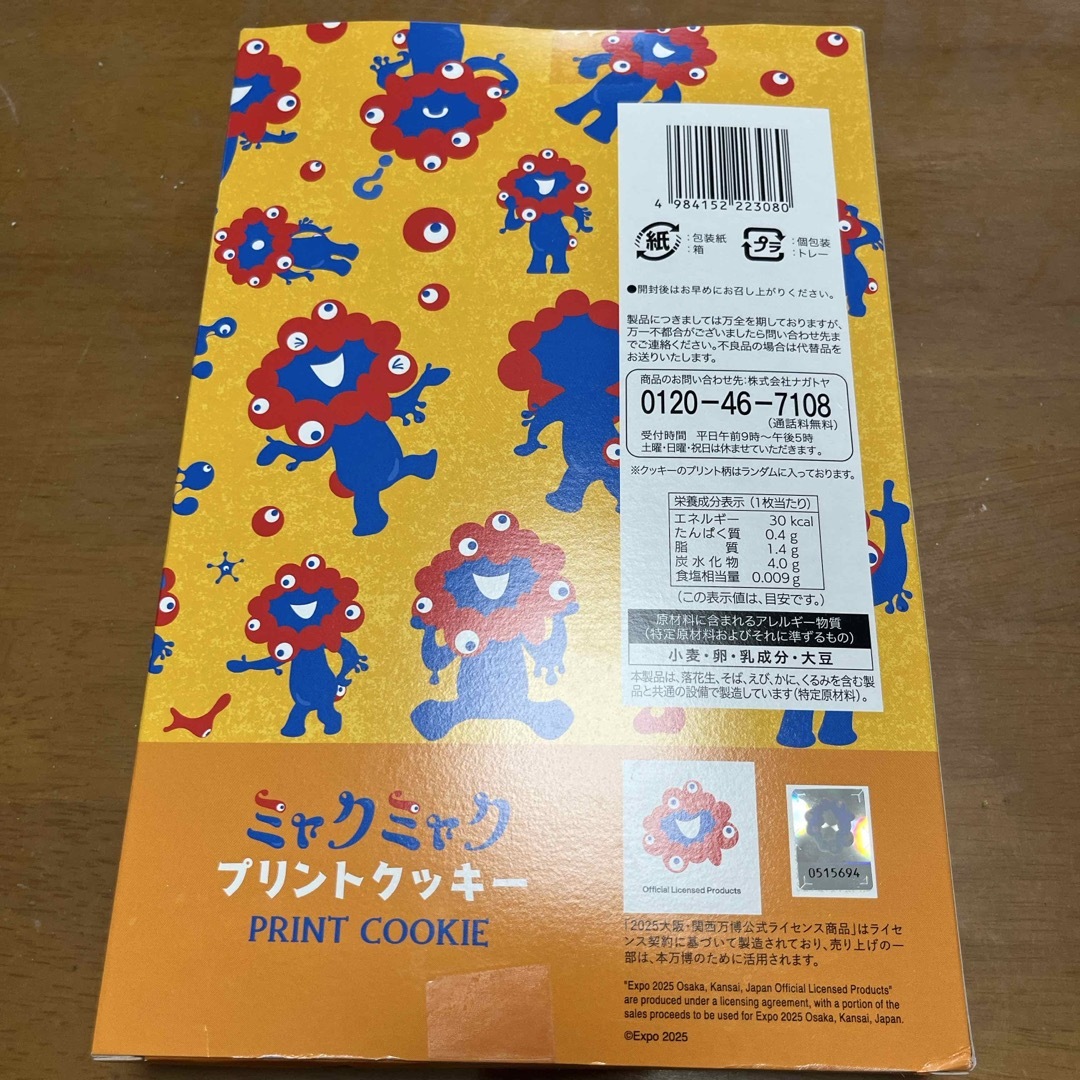 4 984152 223080
紙 :包装紙
:箱
プラ :個包装
:トレー
●開封後はお早めにお召し上がりください。
製品につきましては万全を期しておりますが、
万一不都合がございましたら問い合わせ先ま
でご連絡ください。不良品の場合は代替品を
お送りいたします。
商品のお問い合わせ先:株式会社ナガトヤ
0120-46-7108
(通話料無料)
受付時間 平日午前9時~午後5時
土曜・日曜・祝日は休ませていただきます。
※クッキーのプリント柄はランダムに入っております。
栄養成分表示(1枚当たり)
エネルギー 30 kcal
たんぱく質 0.4 g
脂質 1.4 g
炭水化物 4.0 g
食塩相当量 0.009 g
(この表示値は、目安です。)
原材料に含まれるアレルギー物質
(特定原材料およびそれに準ずるもの)
小麦・卵・乳成分・大豆
本製品は、落花生、そば、えび、かに、くるみを含む製
品と共通の設備で製造しています(特定原材料)。
ミャクミャク
プリントクッキー
PRINT COOKIE
Official Licensed Products
0515694
「2025大阪・関西万博公式ライセンス商品」はライセ
ンス契約に基づいて製造されており、売り上げの一
部は、本万博のために活用されます。
"Expo 2025 Osaka, Kansai, Japan Official Licensed Products"
are produced under a licensing agreement, with a portion of the
sales proceeds to be used for Expo 2025 Osaka, Kansai, Japan.
©Expo 2025